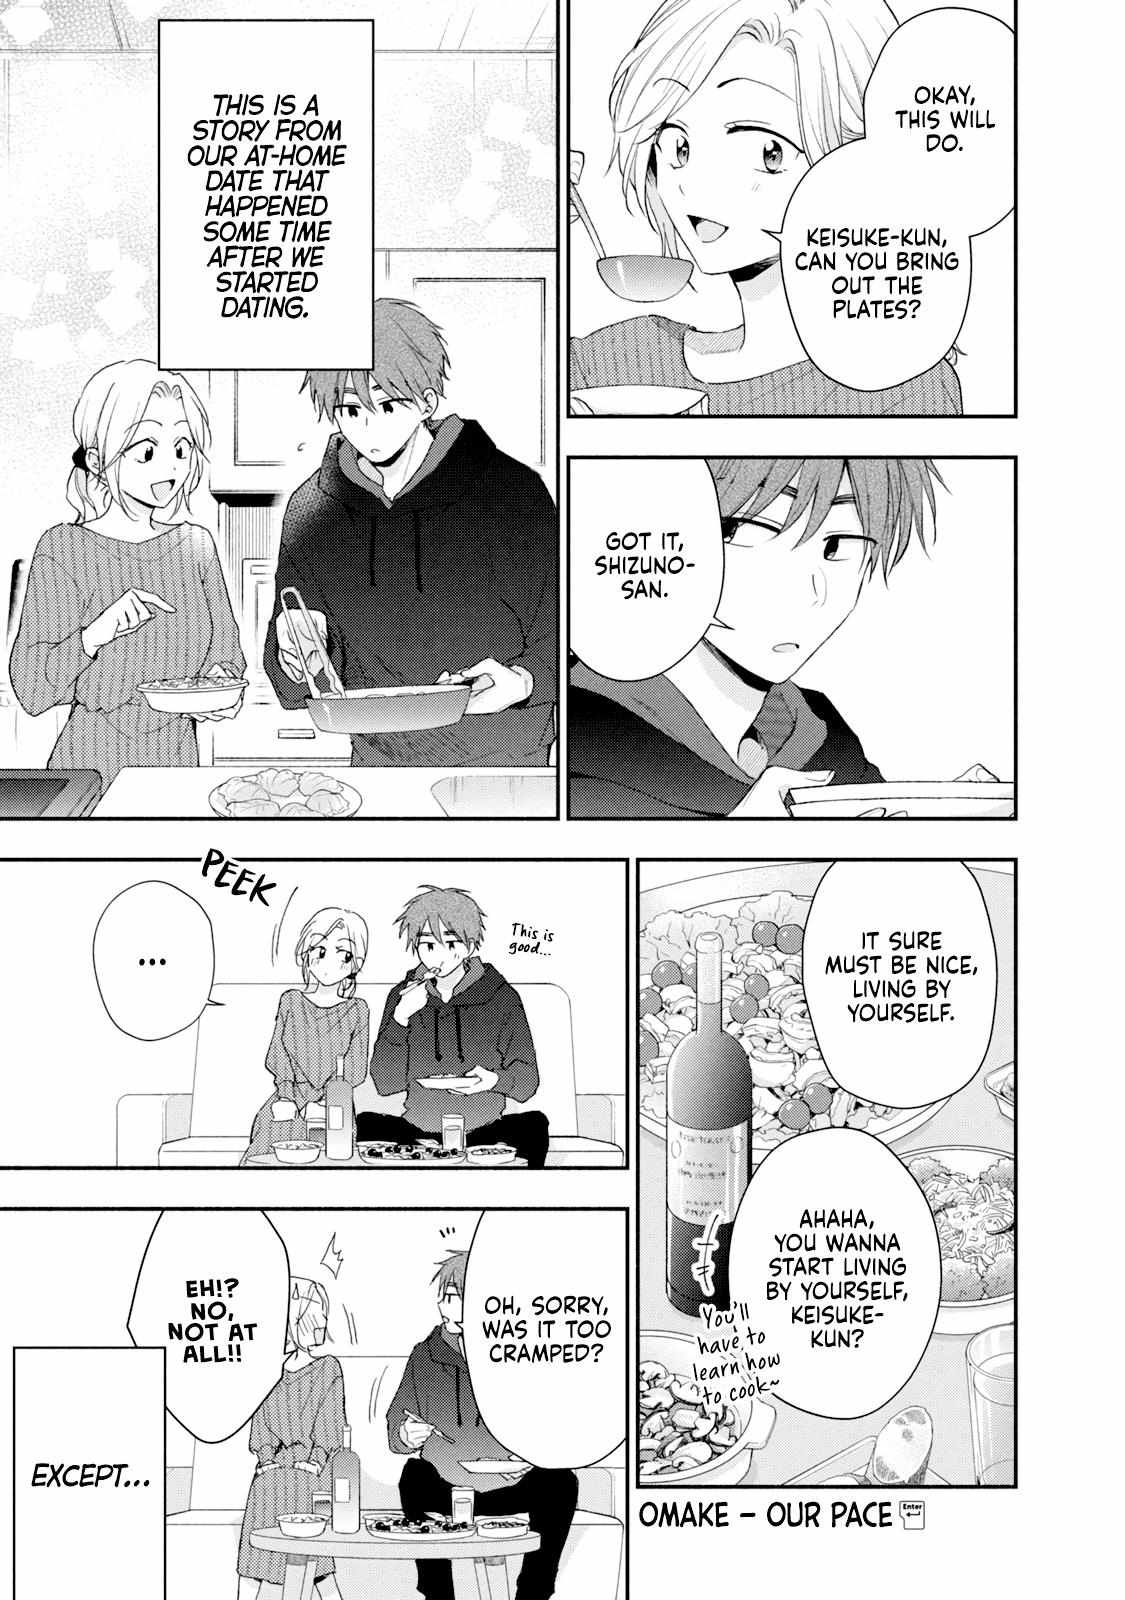 OKAY,
THIS WILL
DO.
KEISUKE-KUN,
CAN YOU BRING
OUT THE
PLATES?
GOT IT,
SHIZUNO-
SAN.
THIS IS A
STORY FROM
OUR AT-HOME
DATE THAT
HAPPENED
SOME TIME
AFTER WE
STARTED
DATING.
IT SURE
MUST BE NICE,
LIVING BY
YOURSELF.
AHAHA,
YOU WANNA
START LIVING
BY YOURSELF,
KEISUKE-
KUN?
You'll
have to
learn how
to cook~
OMAKE – OUR PACE
Enter
PEEK
This is
good...
...
OH, SORRY,
WAS IT TOO
CRAMPED?
EH!?
NO,
NOT AT
ALL!!
EXCEPT...